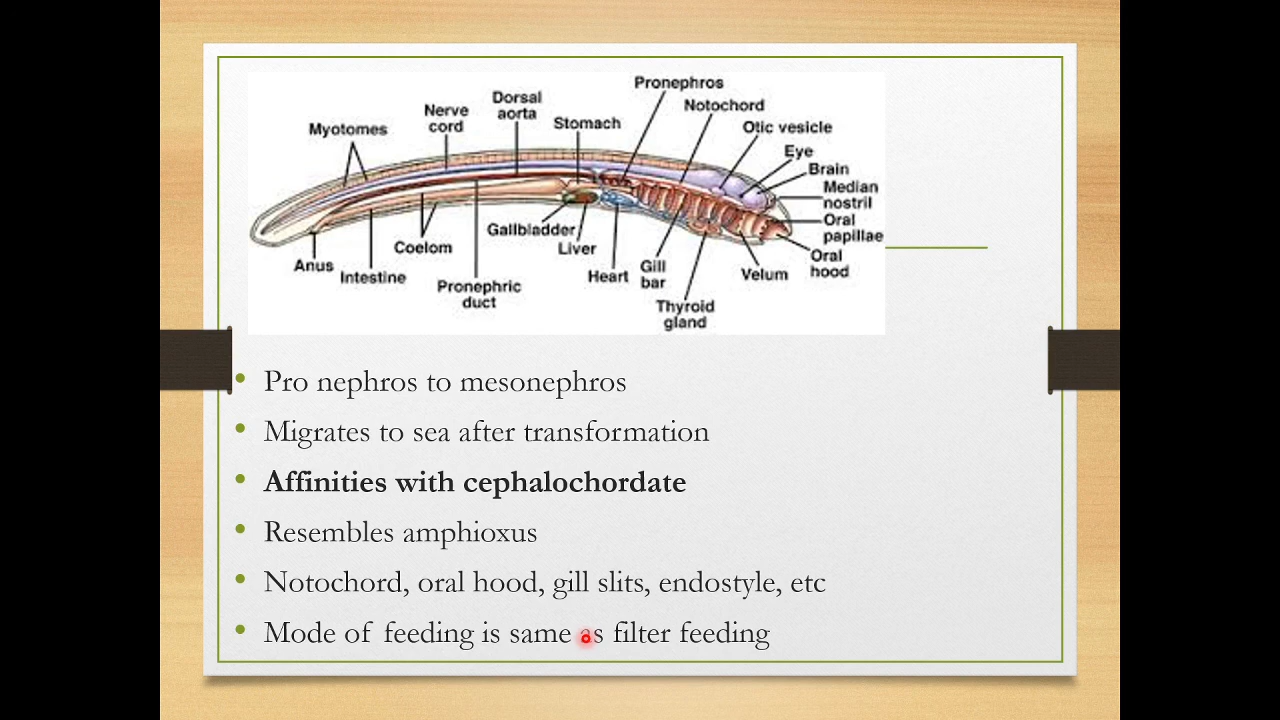 Pronephros
Notochord
Dorsal
aorta
Nerve
cord
Stomach
Myotomes
Otic vesicle
Eye
Brain
Median
nostril
Oral
papillae
Oral
hood
Gallbladder
Liver
Coelom
Anus
Intestine
Pronephric
duct
Heart
Gill
bar
Velum
Thyroid
gland
• Pro nephros to mesonephros
• Migrates to sea after transformation
• Affinities with cephalochordate
• Resembles amphioxus
• Notochord, oral hood, gill slits, endostyle, etc
• Mode of feeding is same as filter feeding